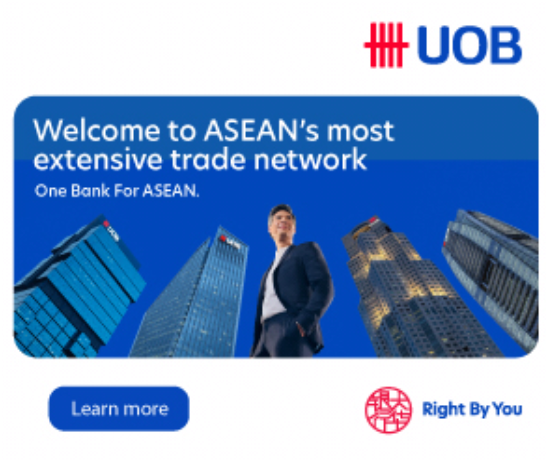 UOB
Welcome to ASEAN's most
extensive trade network
One Bank For ASEAN.
UOB
UOB
Learn more
Right By You